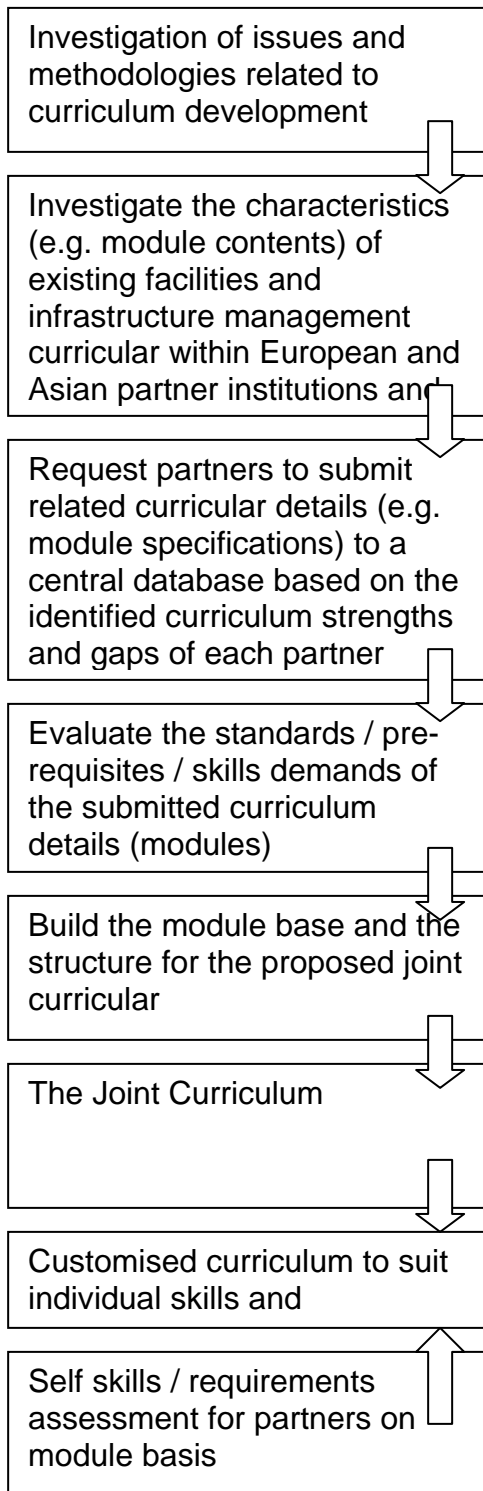 Investigation of issues and
methodologies related to
curriculum development
Investigate the characteristics
(e.g. module contents) of
existing facilities and
infrastructure management
curricular within European and
Asian partner institutions and
Request partners to submit
related curricular details (e.g.
module specifications) to a
central database based on the
identified curriculum strengths
and gaps of each partner
Evaluate the standards / pre-
requisites / skills demands of
the submitted curriculum
details (modules)
Build the module base and the
structure for the proposed joint
curricular
The Joint Curriculum
Customised curriculum to suit
individual skills and
Self skills / requirements
assessment for partners on
module basis